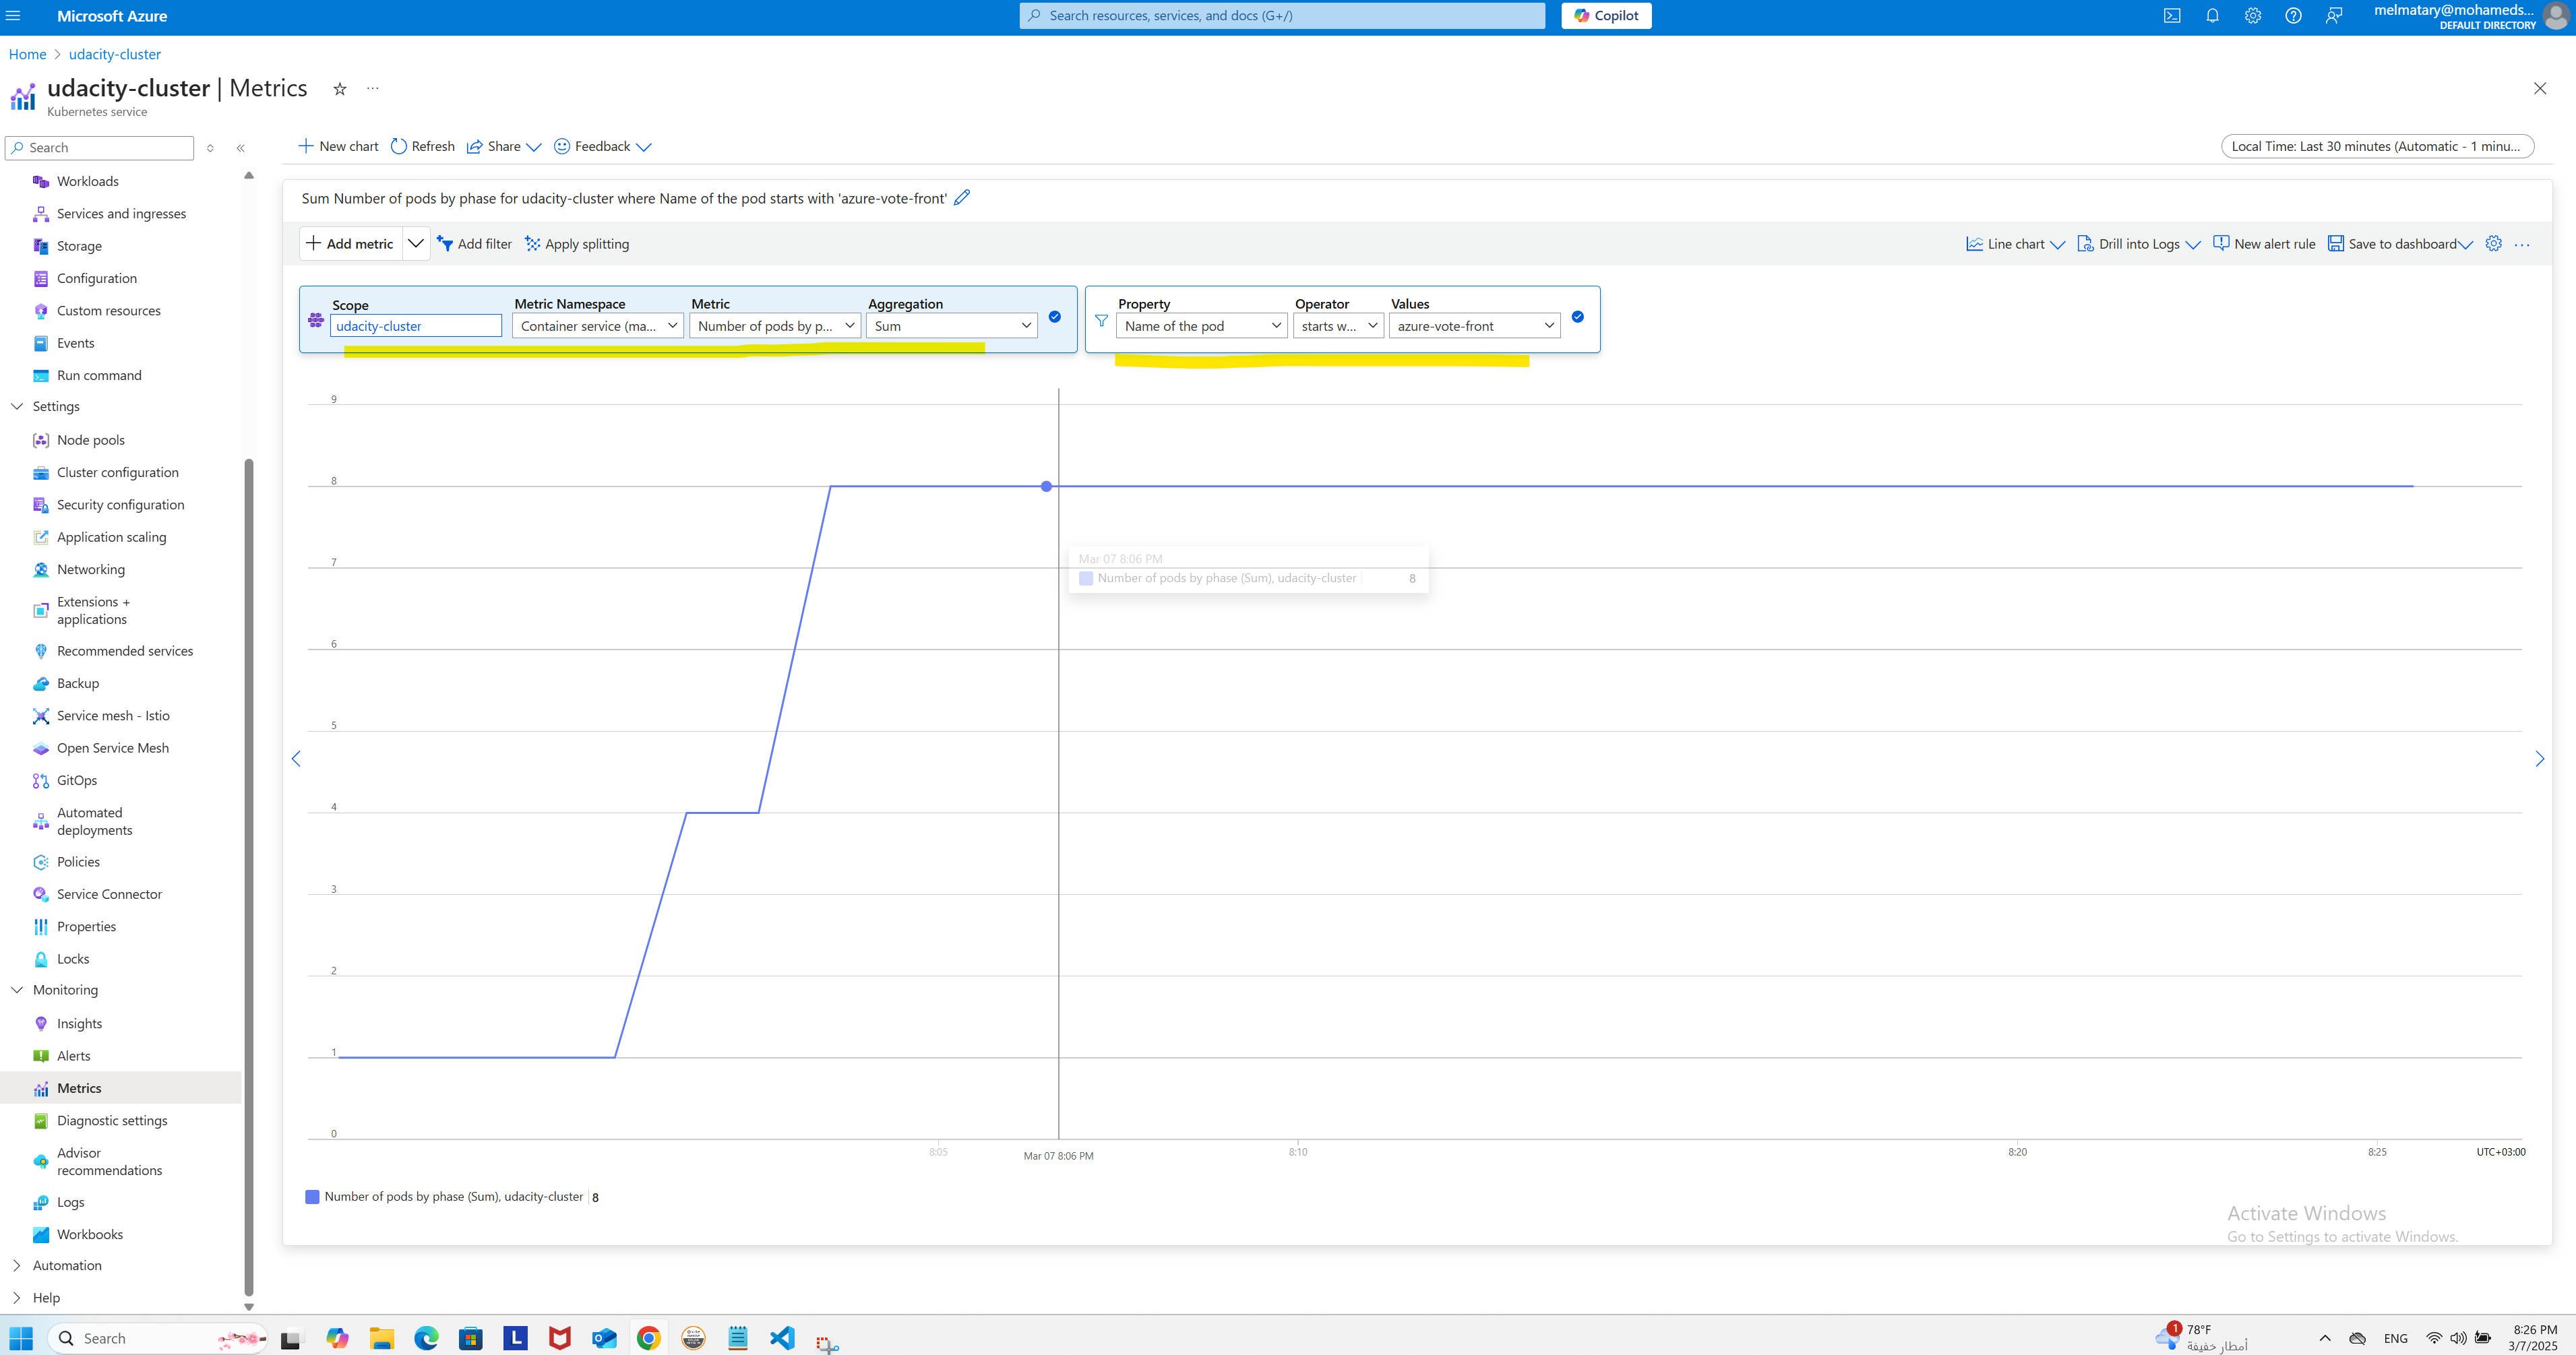 Microsoft Azure
Search resources, services, and docs (G+/)
Copilot
melmatary@mohameds...
DEFAULT DIRECTORY
Home > udacity-cluster
udacity-cluster | Metrics
Kubernetes service
Search
New chart
Refresh
Share
Feedback
Local Time: Last 30 minutes (Automatic - 1 minu...
Workloads
Services and ingresses
Storage
Configuration
Custom resources
Events
Run command
Settings
Node pools
Cluster configuration
Security configuration
Application scaling
Networking
Extensions +
applications
Recommended services
Backup
Service mesh - Istio
Open Service Mesh
GitOps
Automated
deployments
Policies
Service Connector
Properties
Locks
Monitoring
Insights
Alerts
Metrics
Diagnostic settings
Advisor
recommendations
Logs
Workbooks
Automation
Help
Sum Number of pods by phase for udacity-cluster where Name of the pod starts with 'azure-vote-front'
Add metric
Add filter
Apply splitting
Line chart
Drill into Logs
New alert rule
Save to dashboard
Scope
udacity-cluster
Metric Namespace
Container service (ma...
Metric
Number of pods by p...
Aggregation
Sum
Property
Name of the pod
Operator
starts w...
Values
azure-vote-front
9
8
7
6
5
4
3
2
1
0
Mar 07 8:06 PM
Number of pods by phase (Sum), udacity-cluster 8
8:05
Mar 07 8:06 PM
8:10
8:20
8:25
UTC+03:00
Number of pods by phase (Sum), udacity-cluster 8
Activate Windows
Go to Settings to activate Windows.
Search
L
1
78°F
أمطار خفيفة
ENG
8:26 PM
3/7/2025